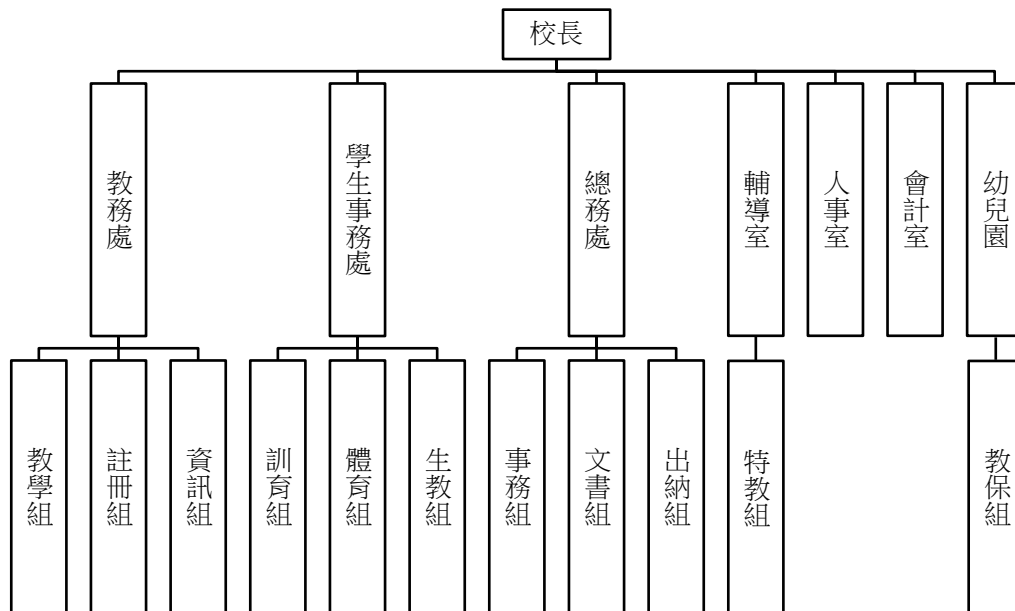 校長
教務處
學生事務處
總務處
輔導室
人事室
會計室
幼兒園
教學組
註冊組
資訊組
訓育組
體育組
生教組
事務組
文書組
出納組
特教組
教保組